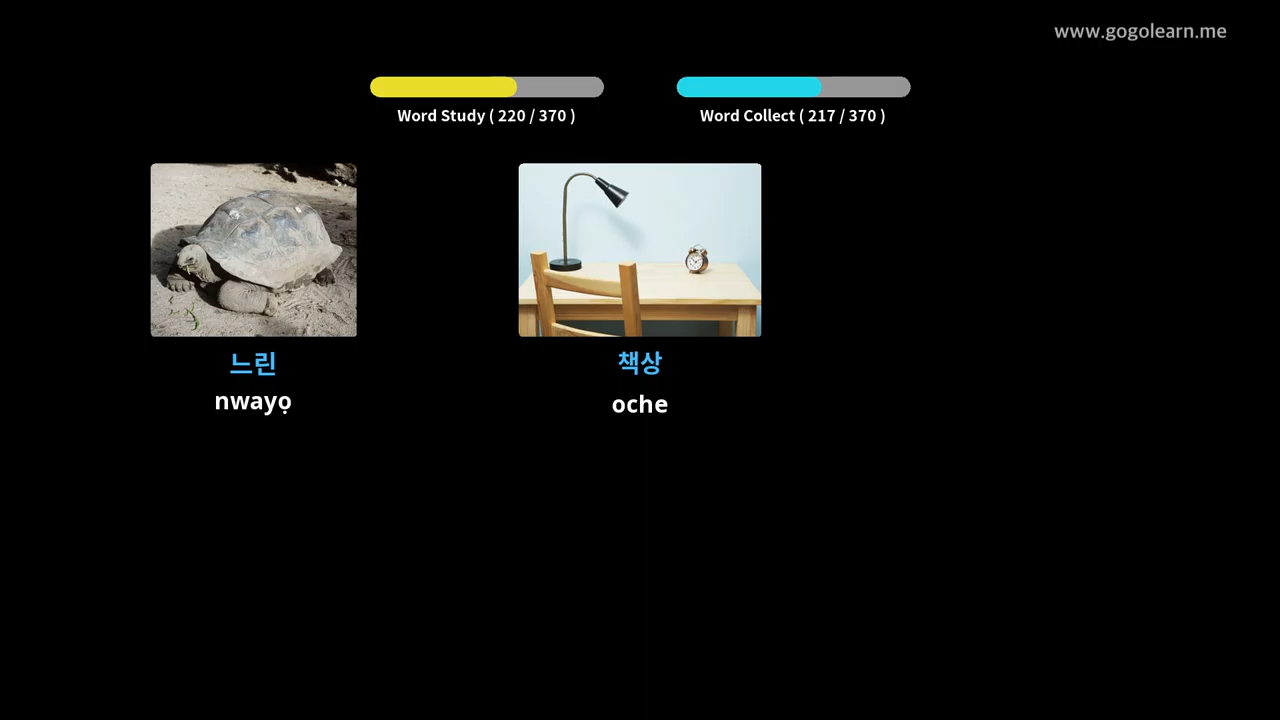 www.gogolearn.me
Word Study ( 220 / 370 )
Word Collect ( 217 / 370 )
느린
nwayọ
책상
oche